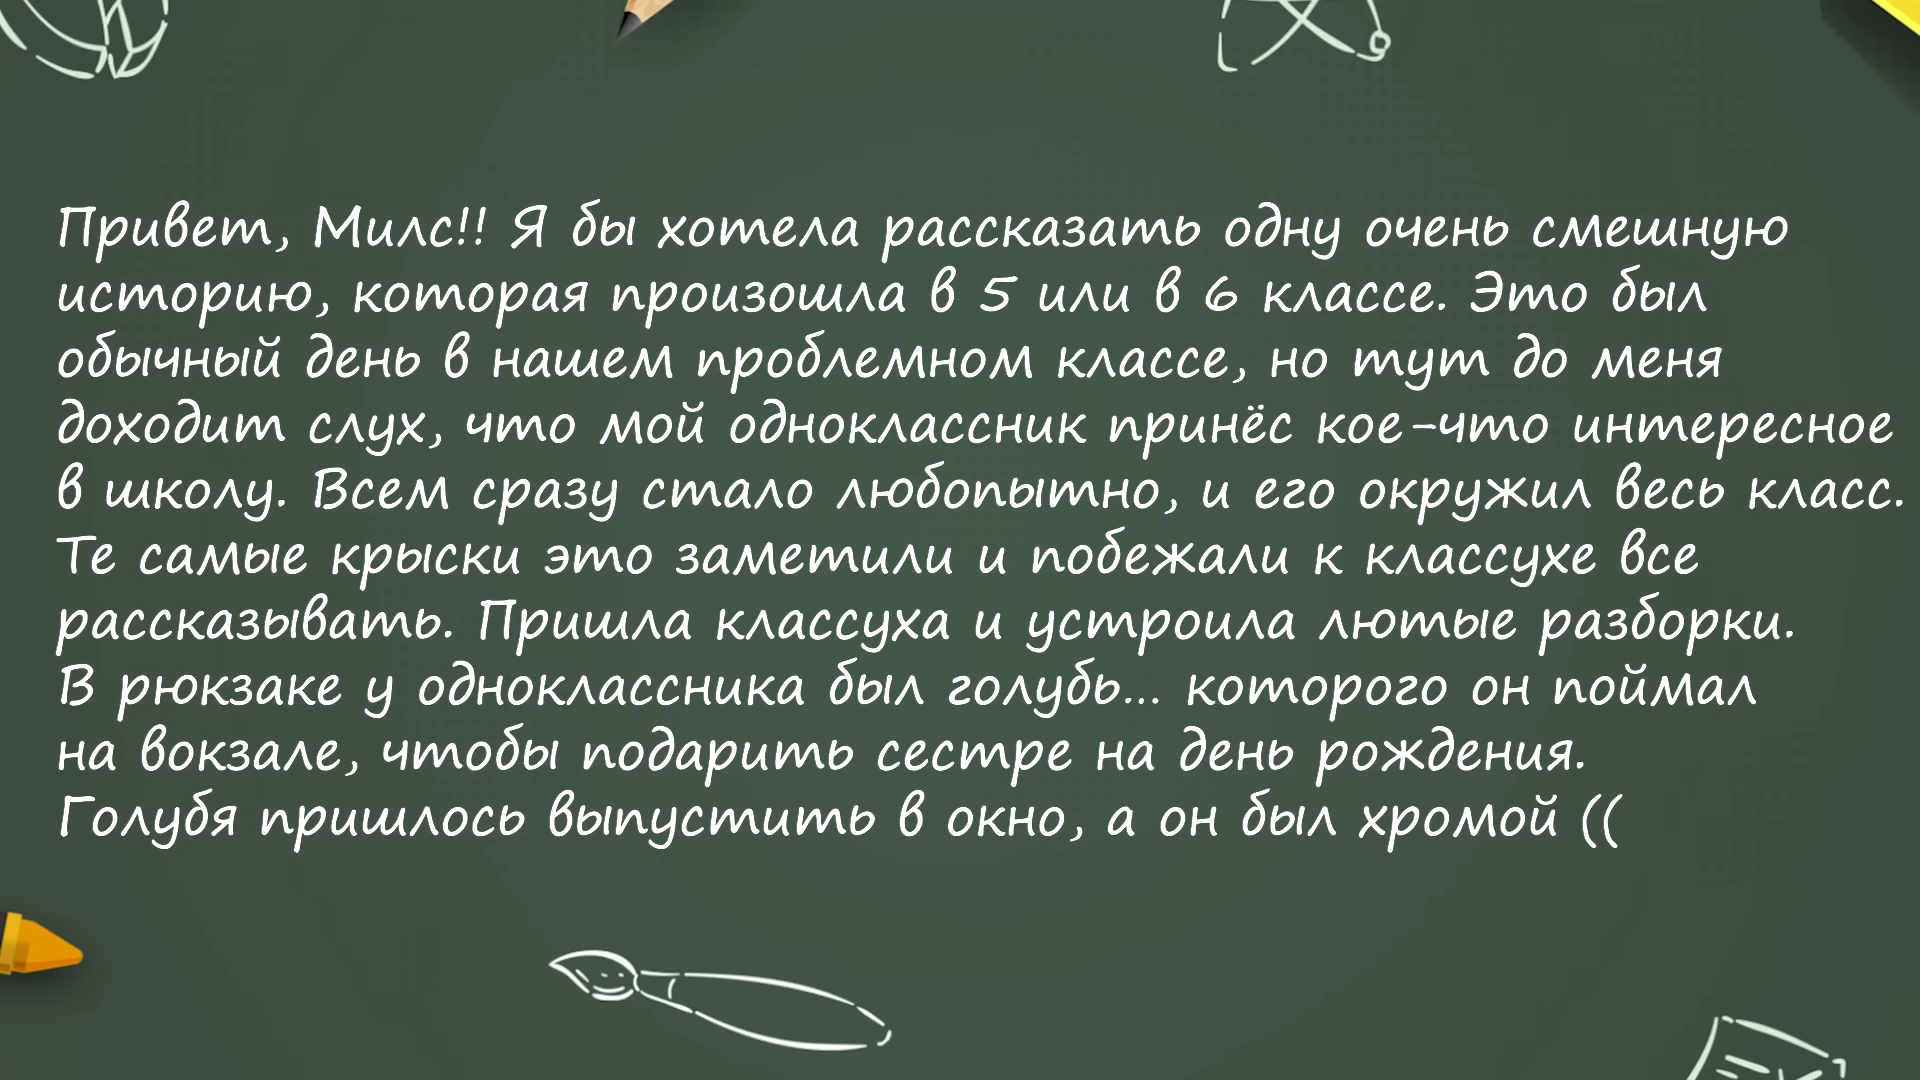 Привет, Милс!! Я бы хотела рассказать одну очень смешную
историю, которая произошла в 5 или в 6 классе. Это был
обычный день в нашем проблемном классе, но тут до меня
доходит слух, что мой одноклассник принёс кое-что интересное
в школу. Всем сразу стало любопытно, и его окружил весь класс.
Те самые крыски это заметили и побежали к классухе все
рассказывать. Пришла классуха и устроила лютые разборки.
В рюкзаке у одноклассника был голубь... которого он поймал
на вокзале, чтобы подарить сестре на день рождения.
Голубя пришлось выпустить в окно, а он был хромой ((